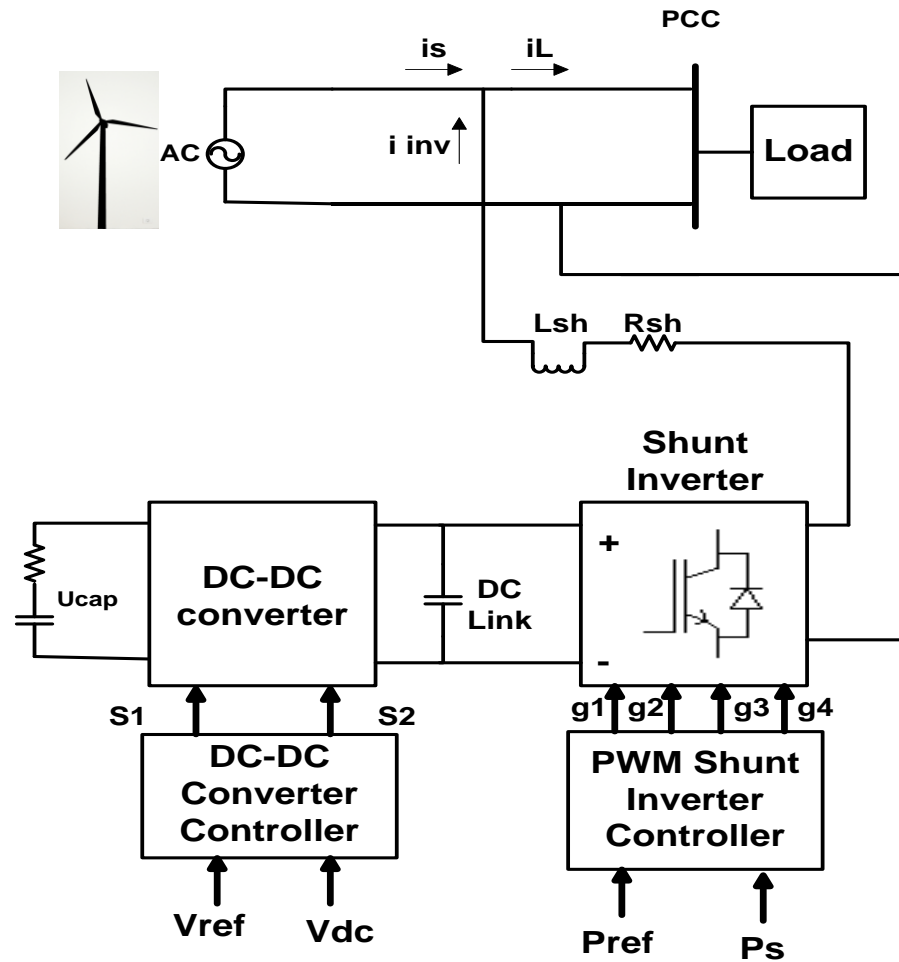 PCC
is
iL
AC
i inv
Load
Lsh
Rsh
Shunt
Inverter
Ucap
DC-DC
converter
DC
Link
+
-
S1
S2
g1
g2
g3
g4
DC-DC
Converter
Controller
PWM Shunt
Inverter
Controller
Vref
Vdc
Pref
Ps